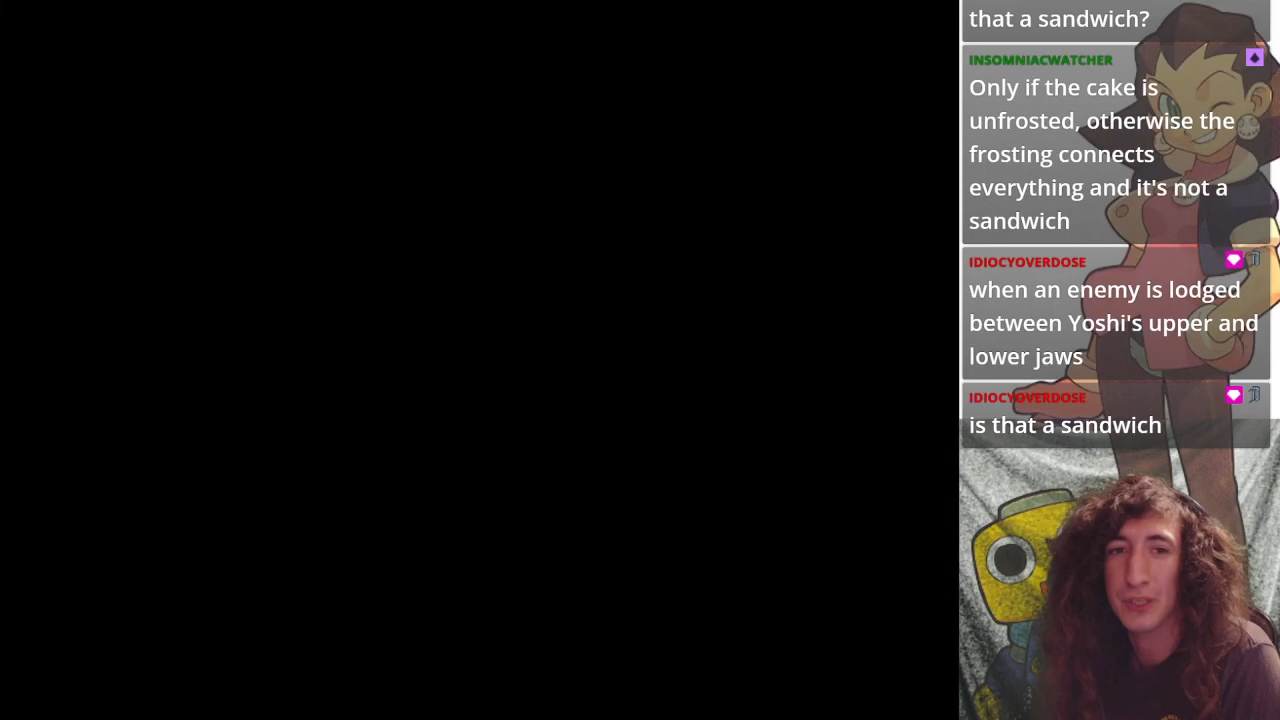 that a sandwich?
INSOMNIACWATCHER
Only if the cake is
unfrosted, otherwise the
frosting connects
everything and it's not a
sandwich
IDIOCYOVERDOSE
when an enemy is lodged
between Yoshi's upper and
lower jaws
IDIOCYOVERDOSE
is that a sandwich